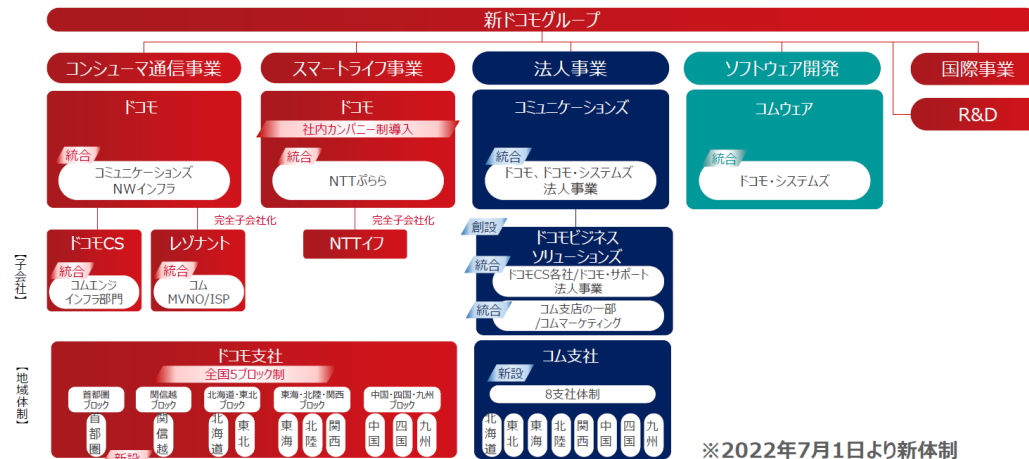 新ドコモグループ
コンシューマ通信事業
スマートライフ事業
法人事業
ソフトウェア開発
国際事業
R&D
ドコモ
統合
コミュニケーションズ
NWインフラ
ドコモ
社内カンパニー制導入
統合
NTTぷらら
コミュニケーションズ
統合
ドコモ、ドコモ・システムズ
法人事業
コムウェア
統合
ドコモ・システムズ
完全子会社化
完全子会社化
【子会社】
ドコモCS
統合
コムエンジ
インフラ部門
レゾナント
統合
コム
MVNO/ISP
NTTイフ
創設
ドコモビジネス
ソリューションズ
統合
ドコモCS各社/ドコモ・サポート
法人事業
統合
コム支店の一部
/コムマーケティング
【地域体制】
ドコモ支社
全国5ブロック制
首都圏
ブロック
関信越
ブロック
北海道・東北
ブロック
東海・北陸・関西
ブロック
中国・四国・九州
ブロック
首都圏
関信越
北海道
東北
東海
北陸
関西
中国
四国
九州
新設
コム支社
新設
8支社体制
北海道
東北
東海
北陸
関西
中国
四国
九州
※2022年7月1日より新体制